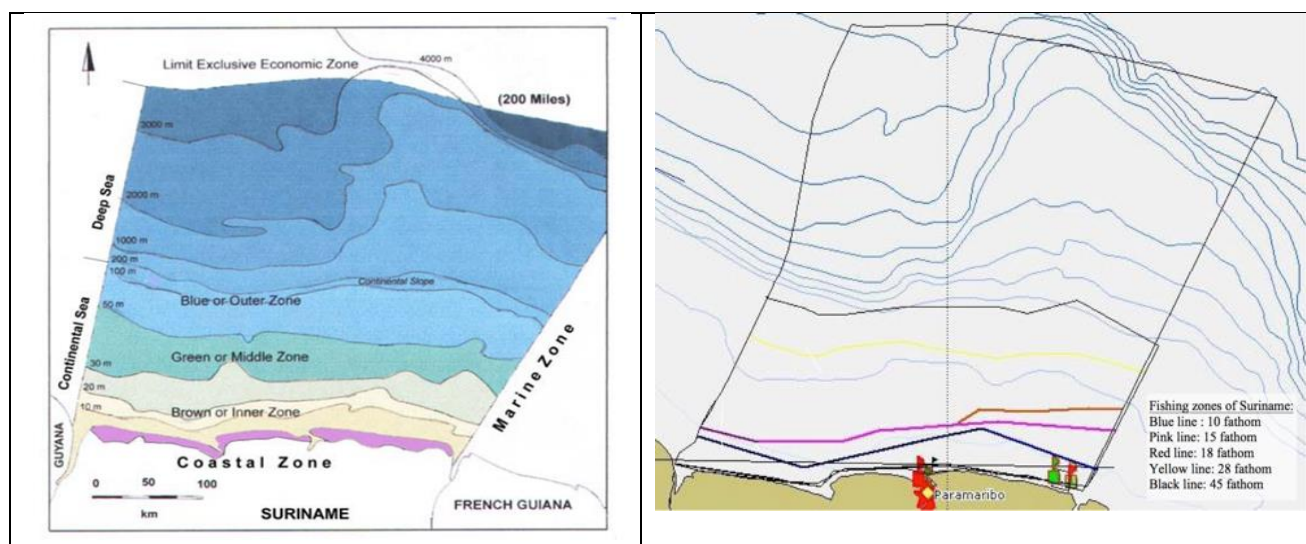 4000 m
Limit Exclusive Economic Zone
(200 Miles)
3000 m
Deep Sea
2000 m
1000 m
200 m
100 m
Continental Slope
Blue or Outer Zone
50 m
Continental Sea
Green or Middle Zone
Marine Zone
30 m
20 m
Brown or Inner Zone
10 m
GUYANA
Coastal Zone
0 50 100
km
SURINAME
FRENCH GUIANA
Paramaribo
Fishing zones of Suriname:
Blue line : 10 fathom
Pink line: 15 fathom
Red line: 18 fathom
Yellow line: 28 fathom
Black line: 45 fathom